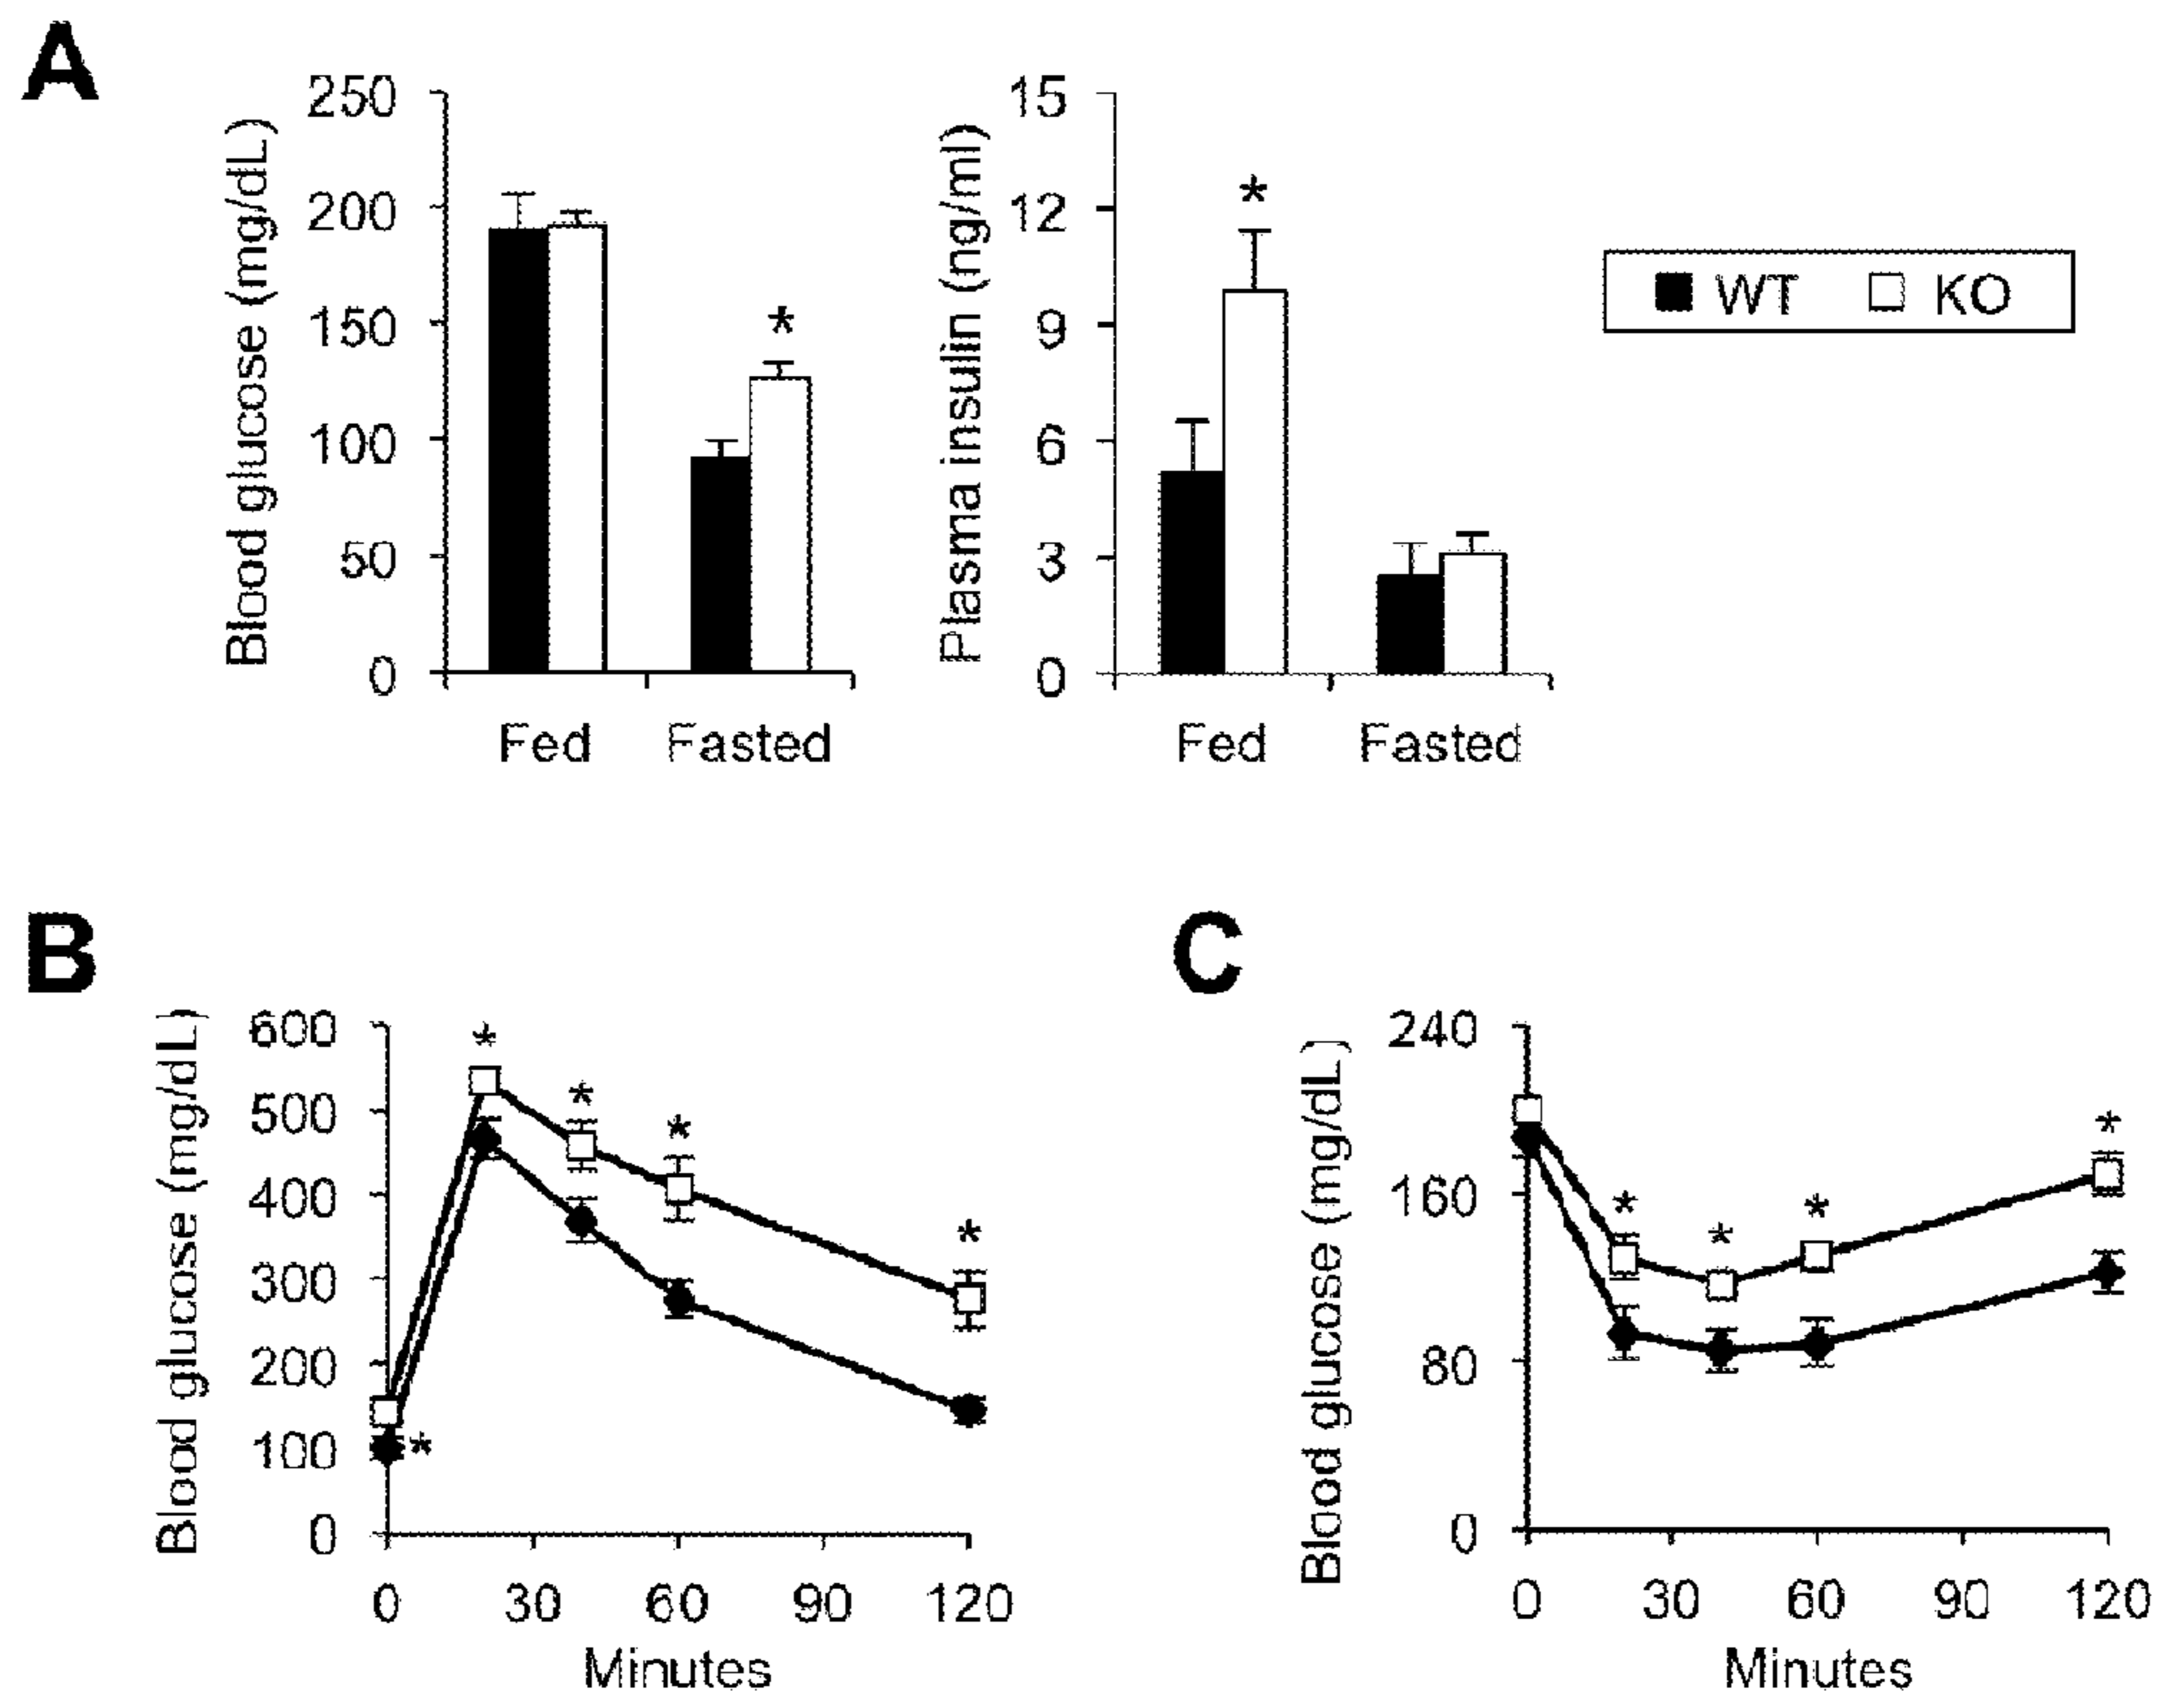 A
Blood glucose (mg/dL)
250
200
150
100
50
0
*
Fed Fasted
Plasma insulin (ng/ml)
15
12
9
6
3
0
*
Fed Fasted
WT KO
B
Blood glucose (mg/dL)
600
500
400
300
200
100
0
* * * * *
0 30 60 90 120
Minutes
C
Blood glucose (mg/dL)
240
160
80
0
* * * *
0 30 60 90 120
Minutes